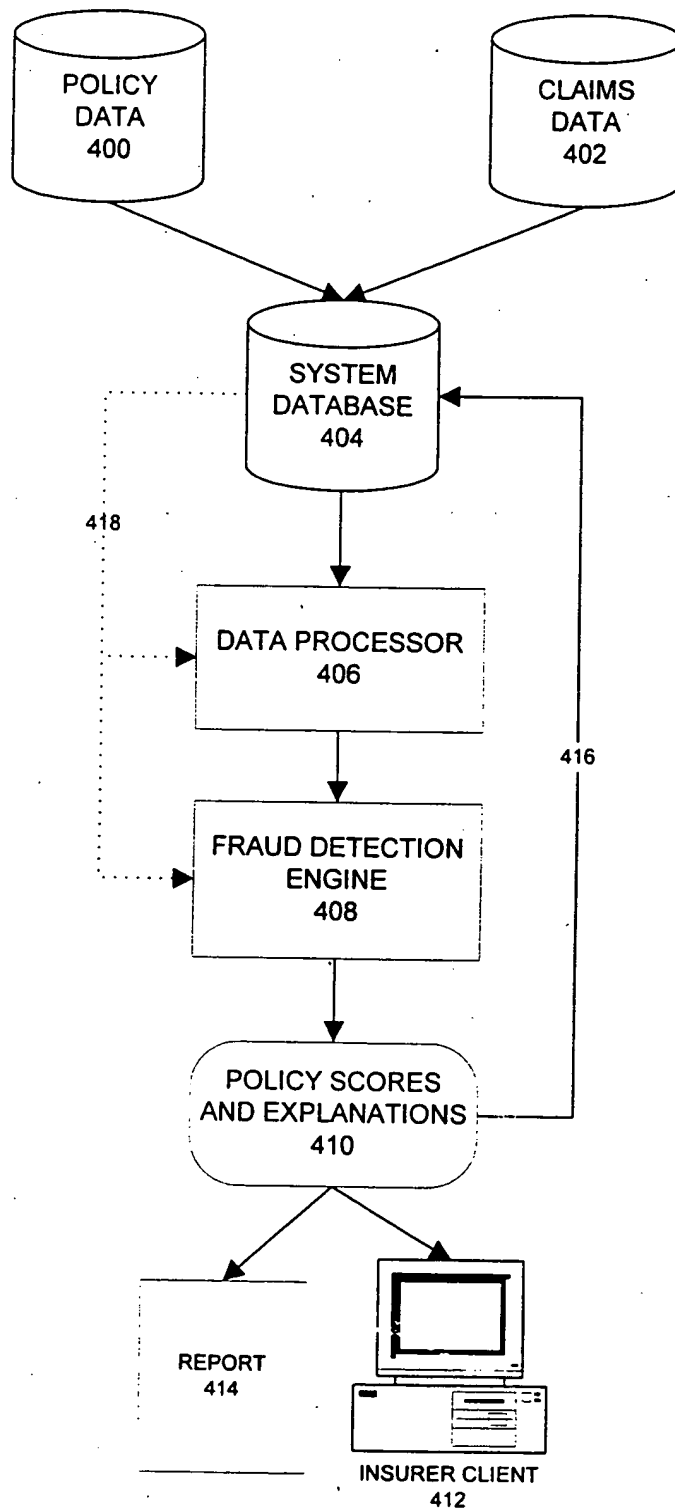 POLICY
DATA
400
CLAIMS
DATA
402
SYSTEM
DATABASE
404
418
DATA PROCESSOR
406
416
FRAUD DETECTION
ENGINE
408
POLICY SCORES
AND EXPLANATIONS
410
REPORT
414
INSURER CLIENT
412